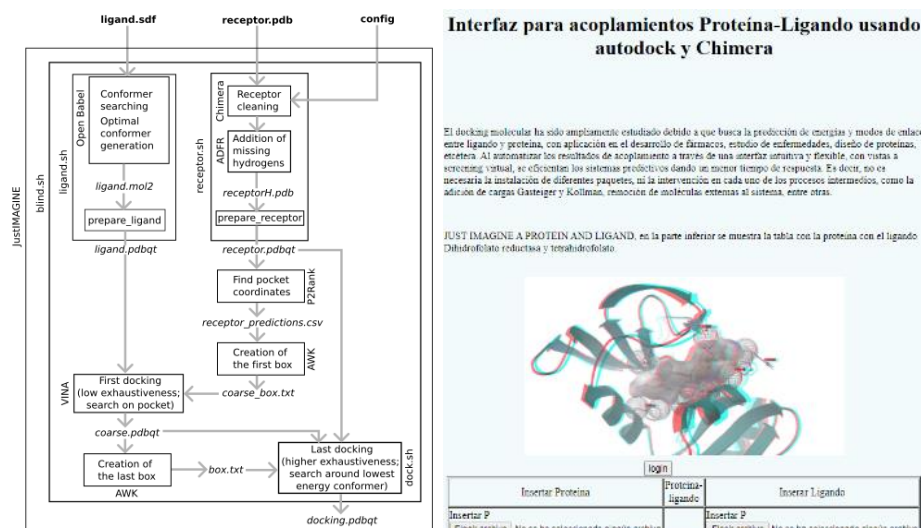 ligand.sdf
receptor.pdb
config
JustIMAGINE
blind.sh
ligand.sh
Open Babel
Conformer
searching
Optimal
conformer
generation
ligand.mol2
prepare_ligand
ligand.pdbqt
receptor.sh
Chimera
Receptor
cleaning
ADFR
Addition of
missing
hydrogens
receptorH.pdb
prepare_receptor
receptor.pdbqt
Find pocket
coordinates
P2Rank
receptor_predictions.csv
Creation of
the first box
AWK
coarse_box.txt
VINA
First docking
(low exhaustiveness;
search on pocket)
coarse.pdbqt
Creation of
the last box
AWK
box.txt
Last docking
(higher exhaustiveness;
search around lowest
energy conformer)
dock.sh
docking.pdbqt
Interfaz para acoplamientos Proteína-Ligando usando
autodock y Chimera
El docking molecular ha sido ampliamente estudiado debido a que busca la predicción de energías y modos de enlace
entre ligando y proteína, con aplicación en el desarrollo de fármacos, estudio de enfermedades, diseño de proteínas,
etcétera. Al automatizar los resultados de acoplamiento a través de una interfaz intuitiva y flexible, con vistas a
screening virtual, se eficientan los sistemas predictivos dando un menor tiempo de respuesta. Es decir, no es
necesaria la instalación de diferentes paquetes, ni la intervención en cada uno de los procesos intermedios, como la
adición de cargas Gasteiger y Kollman, remoción de moléculas externas al sistema, entre otras.
JUST IMAGINE A PROTEIN AND LIGAND, en la parte inferior se muestra la tabla con la proteína con el ligando
Dihidrofolato reductasa y tetrahidrofolato.
login
Insertar Proteína
Proteína-
ligando
Inserar Ligando
Insertar P
Insertar P